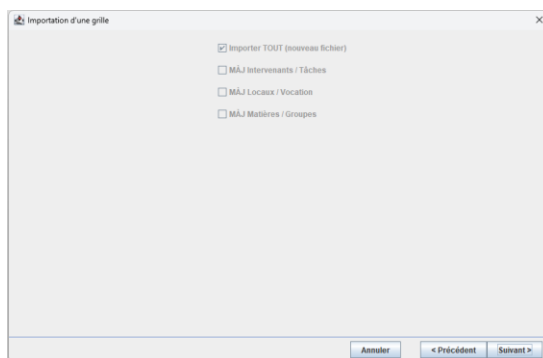 Importation d'une grille
Importer TOUT (nouveau fichier)
MÀJ Intervenants / Tâches
MÀJ Locaux / Vocation
MÀJ Matières / Groupes
Annuler < Précédent Suivant >